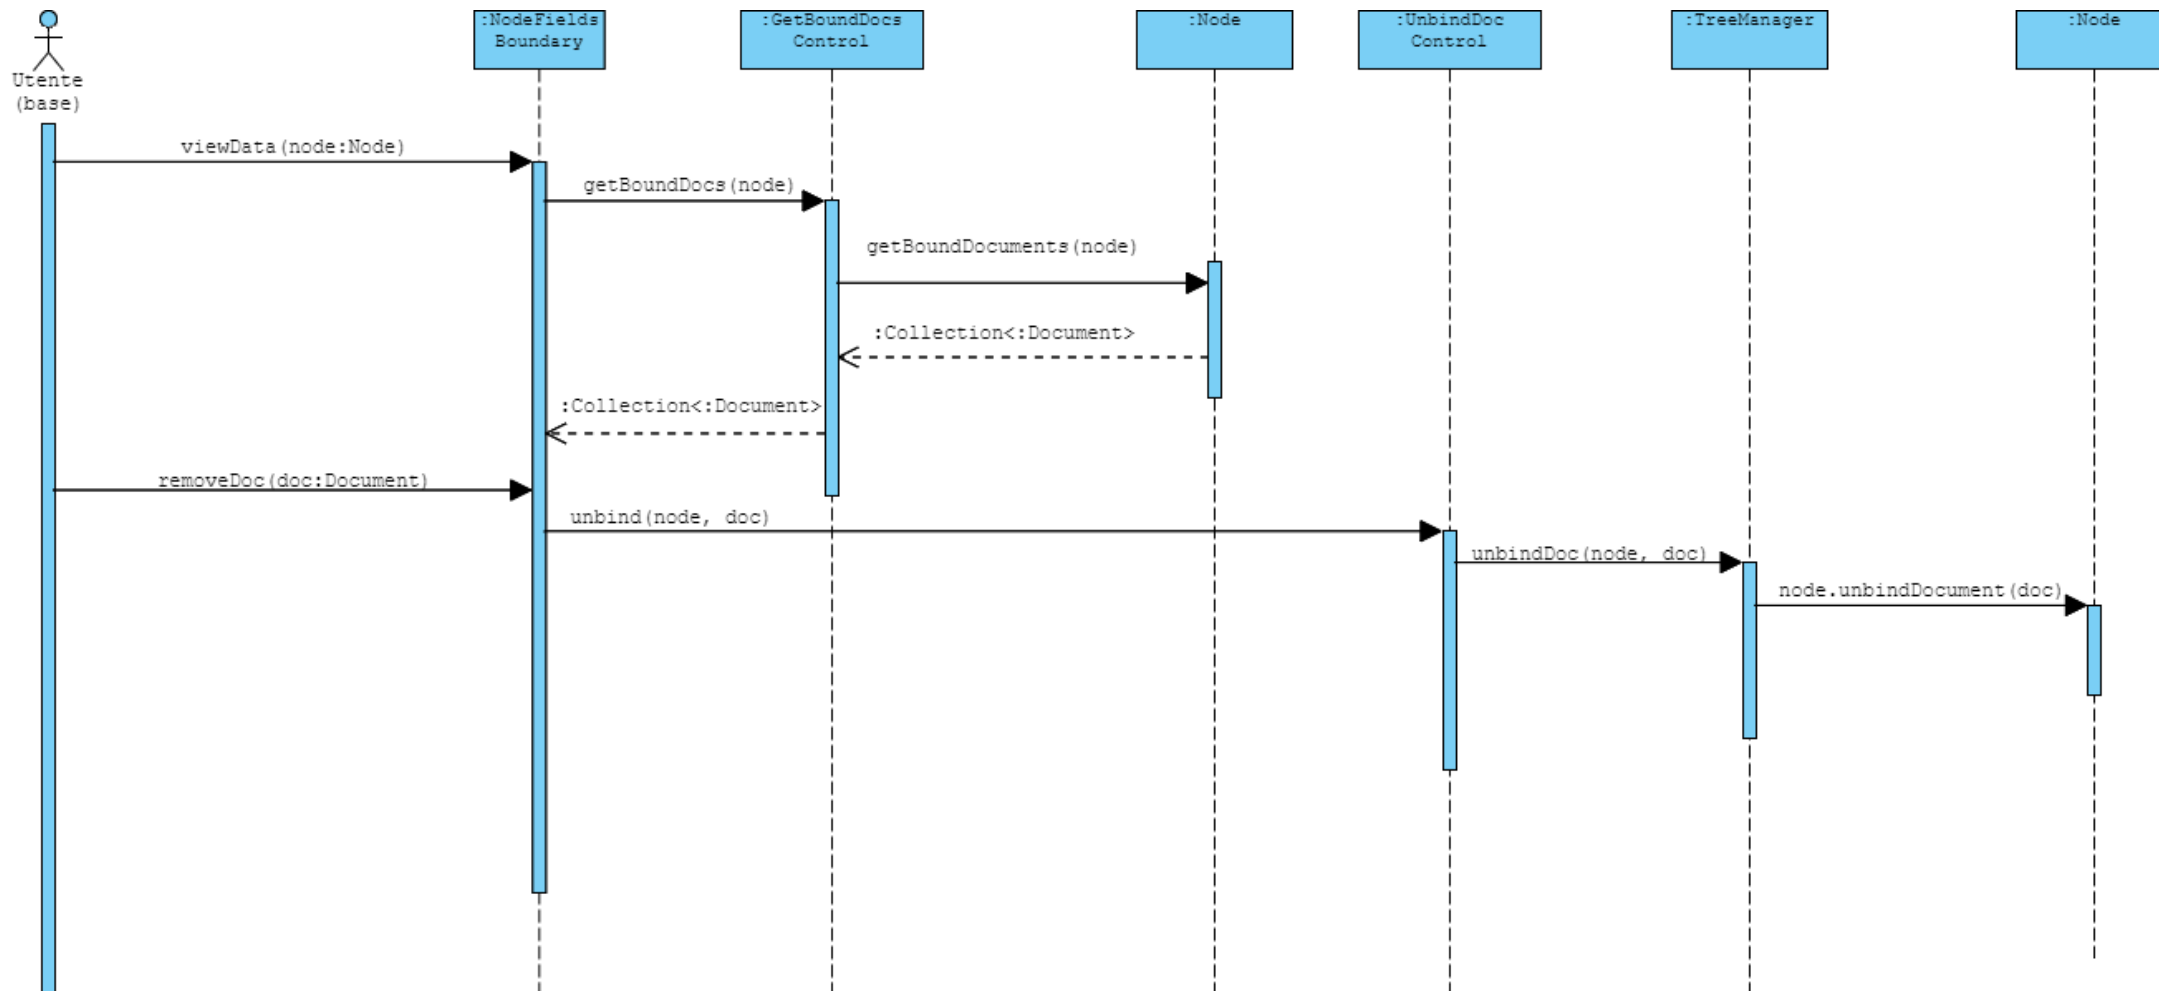 :NodeFields
Boundary
:GetBoundDocs
Control
:Node
:UnbindDoc
Control
:TreeManager
:Node
Utente
(base)
viewData(node:Node)
getBoundDocs(node)
getBoundDocuments(node)
:Collection<:Document>
:Collection<:Document>
removeDoc(doc:Document)
unbind(node, doc)
unbindDoc(node, doc)
node.unbindDocument(doc)